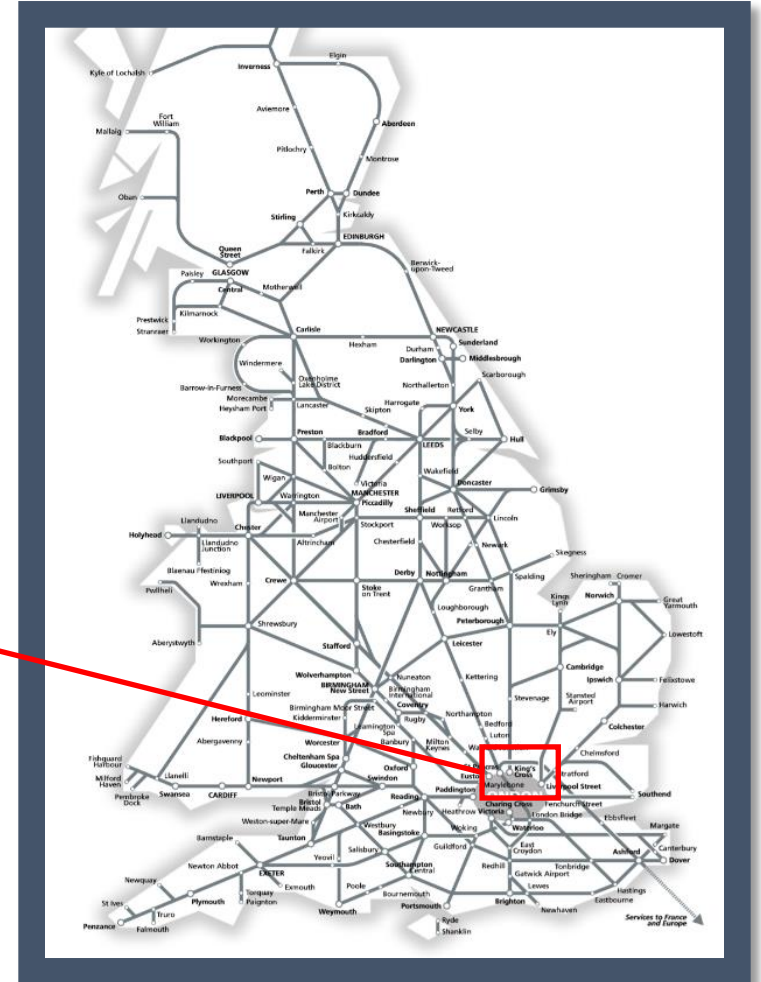 Elgin
Inverness
Kyle of Lochalsh
Aviemore
Fort
William
Mallaig
Aberdeen
Pitlochry
Montrose
Oban
Perth
Dundee
Stirling
Kirkcaldy
EDINBURGH
Queen
Street
Falkirk
Berwick-
upon-Tweed
Paisley
GLASGOW
Central
Motherwell
Prestwick
Stranraer
Kilmarnock
Carlisle
NEWCASTLE
Workington
Hexham
Sunderland
Durham
Darlington
Middlesbrough
Windermere
Scarborough
Oxenholme
Lake District
Barrow-in-Furness
Northallerton
Morecambe
Heysham Port
Lancaster
Harrogate
Skipton
York
Blackpool
Preston
Bradford
Selby
Hull
Blackburn
LEEDS
Southport
Huddersfield
Bolton
Wakefield
Wigan
Victoria
MANCHESTER
Piccadilly
Doncaster
Grimsby
LIVERPOOL
Warrington
Manchester
Airport
Sheffield
Retford
Lincoln
Llandudno
Stockport
Worksop
Holyhead
Chester
Llandudno
Junction
Altrincham
Chesterfield
Newark
Skegness
Blaenau Ffestiniog
Derby
Nottingham
Sheringham
Cromer
Pwllheli
Wrexham
Crewe
Stoke
on Trent
Grantham
Spalding
Kings
Lynn
Norwich
Great
Yarmouth
Loughborough
Peterborough
Shrewsbury
Ely
Lowestoft
Aberystwyth
Stafford
Leicester
Wolverhampton
Cambridge
BIRMINGHAM
New Street
Nuneaton
Kettering
Ipswich
Felixstowe
Birmingham
International
Leominster
Coventry
Stevenage
Stansted
Airport
Harwich
Birmingham Moor Street
Kidderminster
Rugby
Northampton
Hereford
Leamington
Spa
Bedford
Colchester
Abergavenny
Worcester
Banbury
Milton
Keynes
Luton
Chelmsford
Cheltenham Spa
Gloucester
Oxford
St Pancras
King's
Cross
Fishguard
Harbour
Euston
Stratford
Milford
Haven
Llanelli
Newport
Swindon
Marylebone
Liverpool Street
Pembroke
Dock
Swansea
CARDIFF
Bristol Parkway
Reading
Paddington
Southend
Bristol
Temple Meads
Bath
Newbury
Heathrow
Victoria
Charing Cross
Fenchurch Street
Weston-super-Mare
London Bridge
Ebbsfleet
Westbury
Waterloo
Margate
Barnstaple
Taunton
Basingstoke
Woking
East
Croydon
Canterbury
Yeovil
Salisbury
Guildford
Ashford
Newton Abbot
Southampton
Central
Redhill
Tonbridge
Dover
EXETER
Gatwick Airport
Newquay
Exmouth
Poole
Lewes
Hastings
St Ives
Plymouth
Torquay
Paignton
Bournemouth
Eastbourne
Truro
Weymouth
Portsmouth
Brighton
Newhaven
Penzance
Falmouth
Ryde
Services to France
and Europe
Shanklin